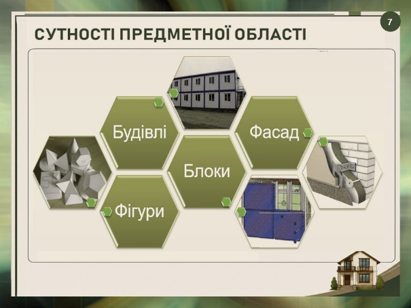 7
СУТНОСТІ ПРЕДМЕТНОЇ ОБЛАСТІ
Будівлі
Фасад
Блоки
Фігури